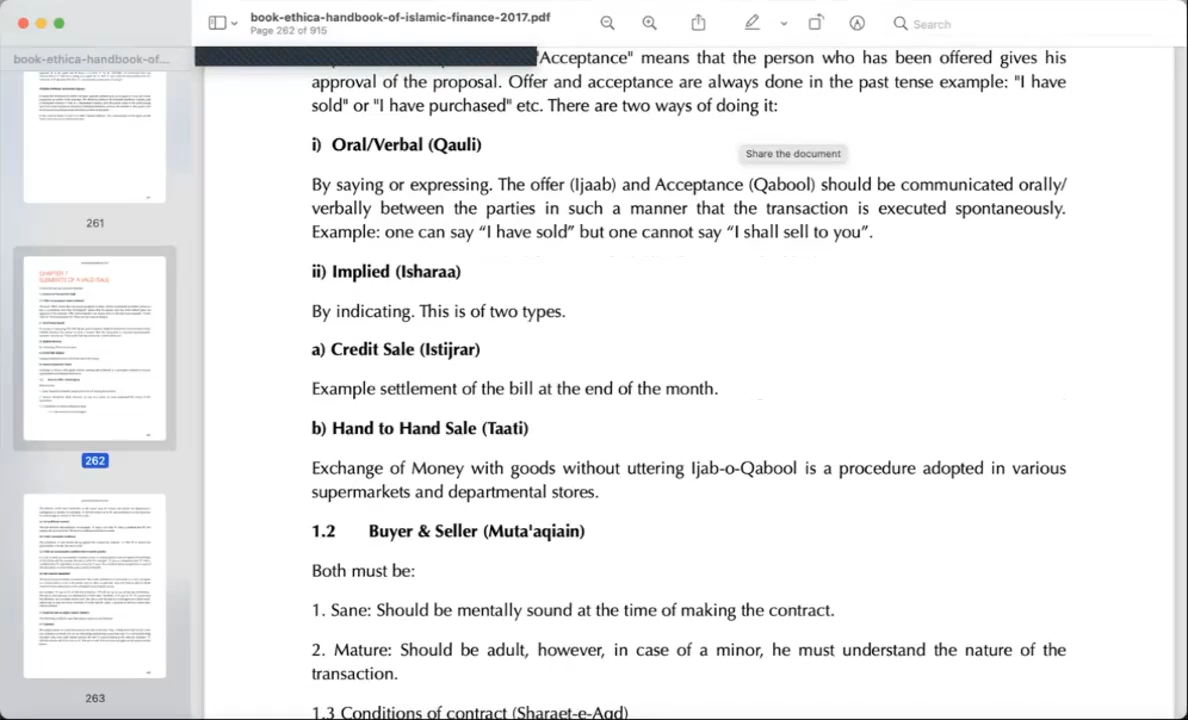 book-ethica-handbook-of-islamic-finance-2017.pdf
Page 262 of 915
Search
book-ethica-handbook-of-isl...
"Acceptance" means that the person who has been offered gives his
approval of the proposal. Offer and acceptance are always done in the past tense example: "I have
sold" or "I have purchased" etc. There are two ways of doing it:
i) Oral/Verbal (Qauli)
Share the document
By saying or expressing. The offer (Ijaab) and Acceptance (Qabool) should be communicated orally/
verbally between the parties in such a manner that the transaction is executed spontaneously.
Example: one can say “I have sold” but one cannot say “I shall sell to you”.
ii) Implied (Isharaa)
By indicating. This is of two types.
a) Credit Sale (Istijrar)
Example settlement of the bill at the end of the month.
b) Hand to Hand Sale (Taati)
Exchange of Money with goods without uttering Ijab-o-Qabool is a procedure adopted in various
supermarkets and departmental stores.
1.2 Buyer & Seller (Muta'aqiain)
Both must be:
1. Sane: Should be mentally sound at the time of making the contract.
2. Mature: Should be adult, however, in case of a minor, he must understand the nature of the
transaction.
1.3 Conditions of contract (Sharaet-e-Aqd)
261
CHAPTER 1
ELEMENTS OF A VALID SALE
262
263